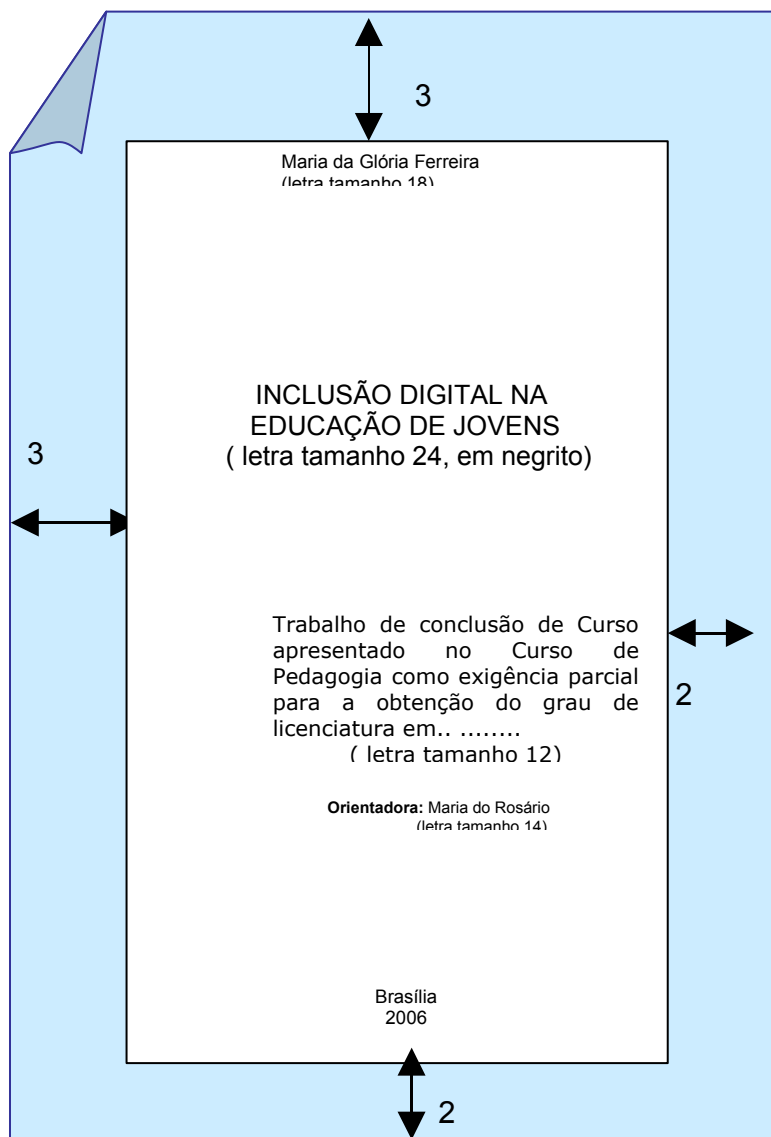 3
Maria da Glória Ferreira
(letra tamanho 18)
INCLUSÃO DIGITAL NA
EDUCAÇÃO DE JOVENS
( letra tamanho 24, em negrito)
3
Trabalho de conclusão de Curso
apresentado no Curso de
Pedagogia como exigência parcial
para a obtenção do grau de
licenciatura em.. ........
( letra tamanho 12)
2
Orientadora: Maria do Rosário
(letra tamanho 14)
Brasília
2006
2